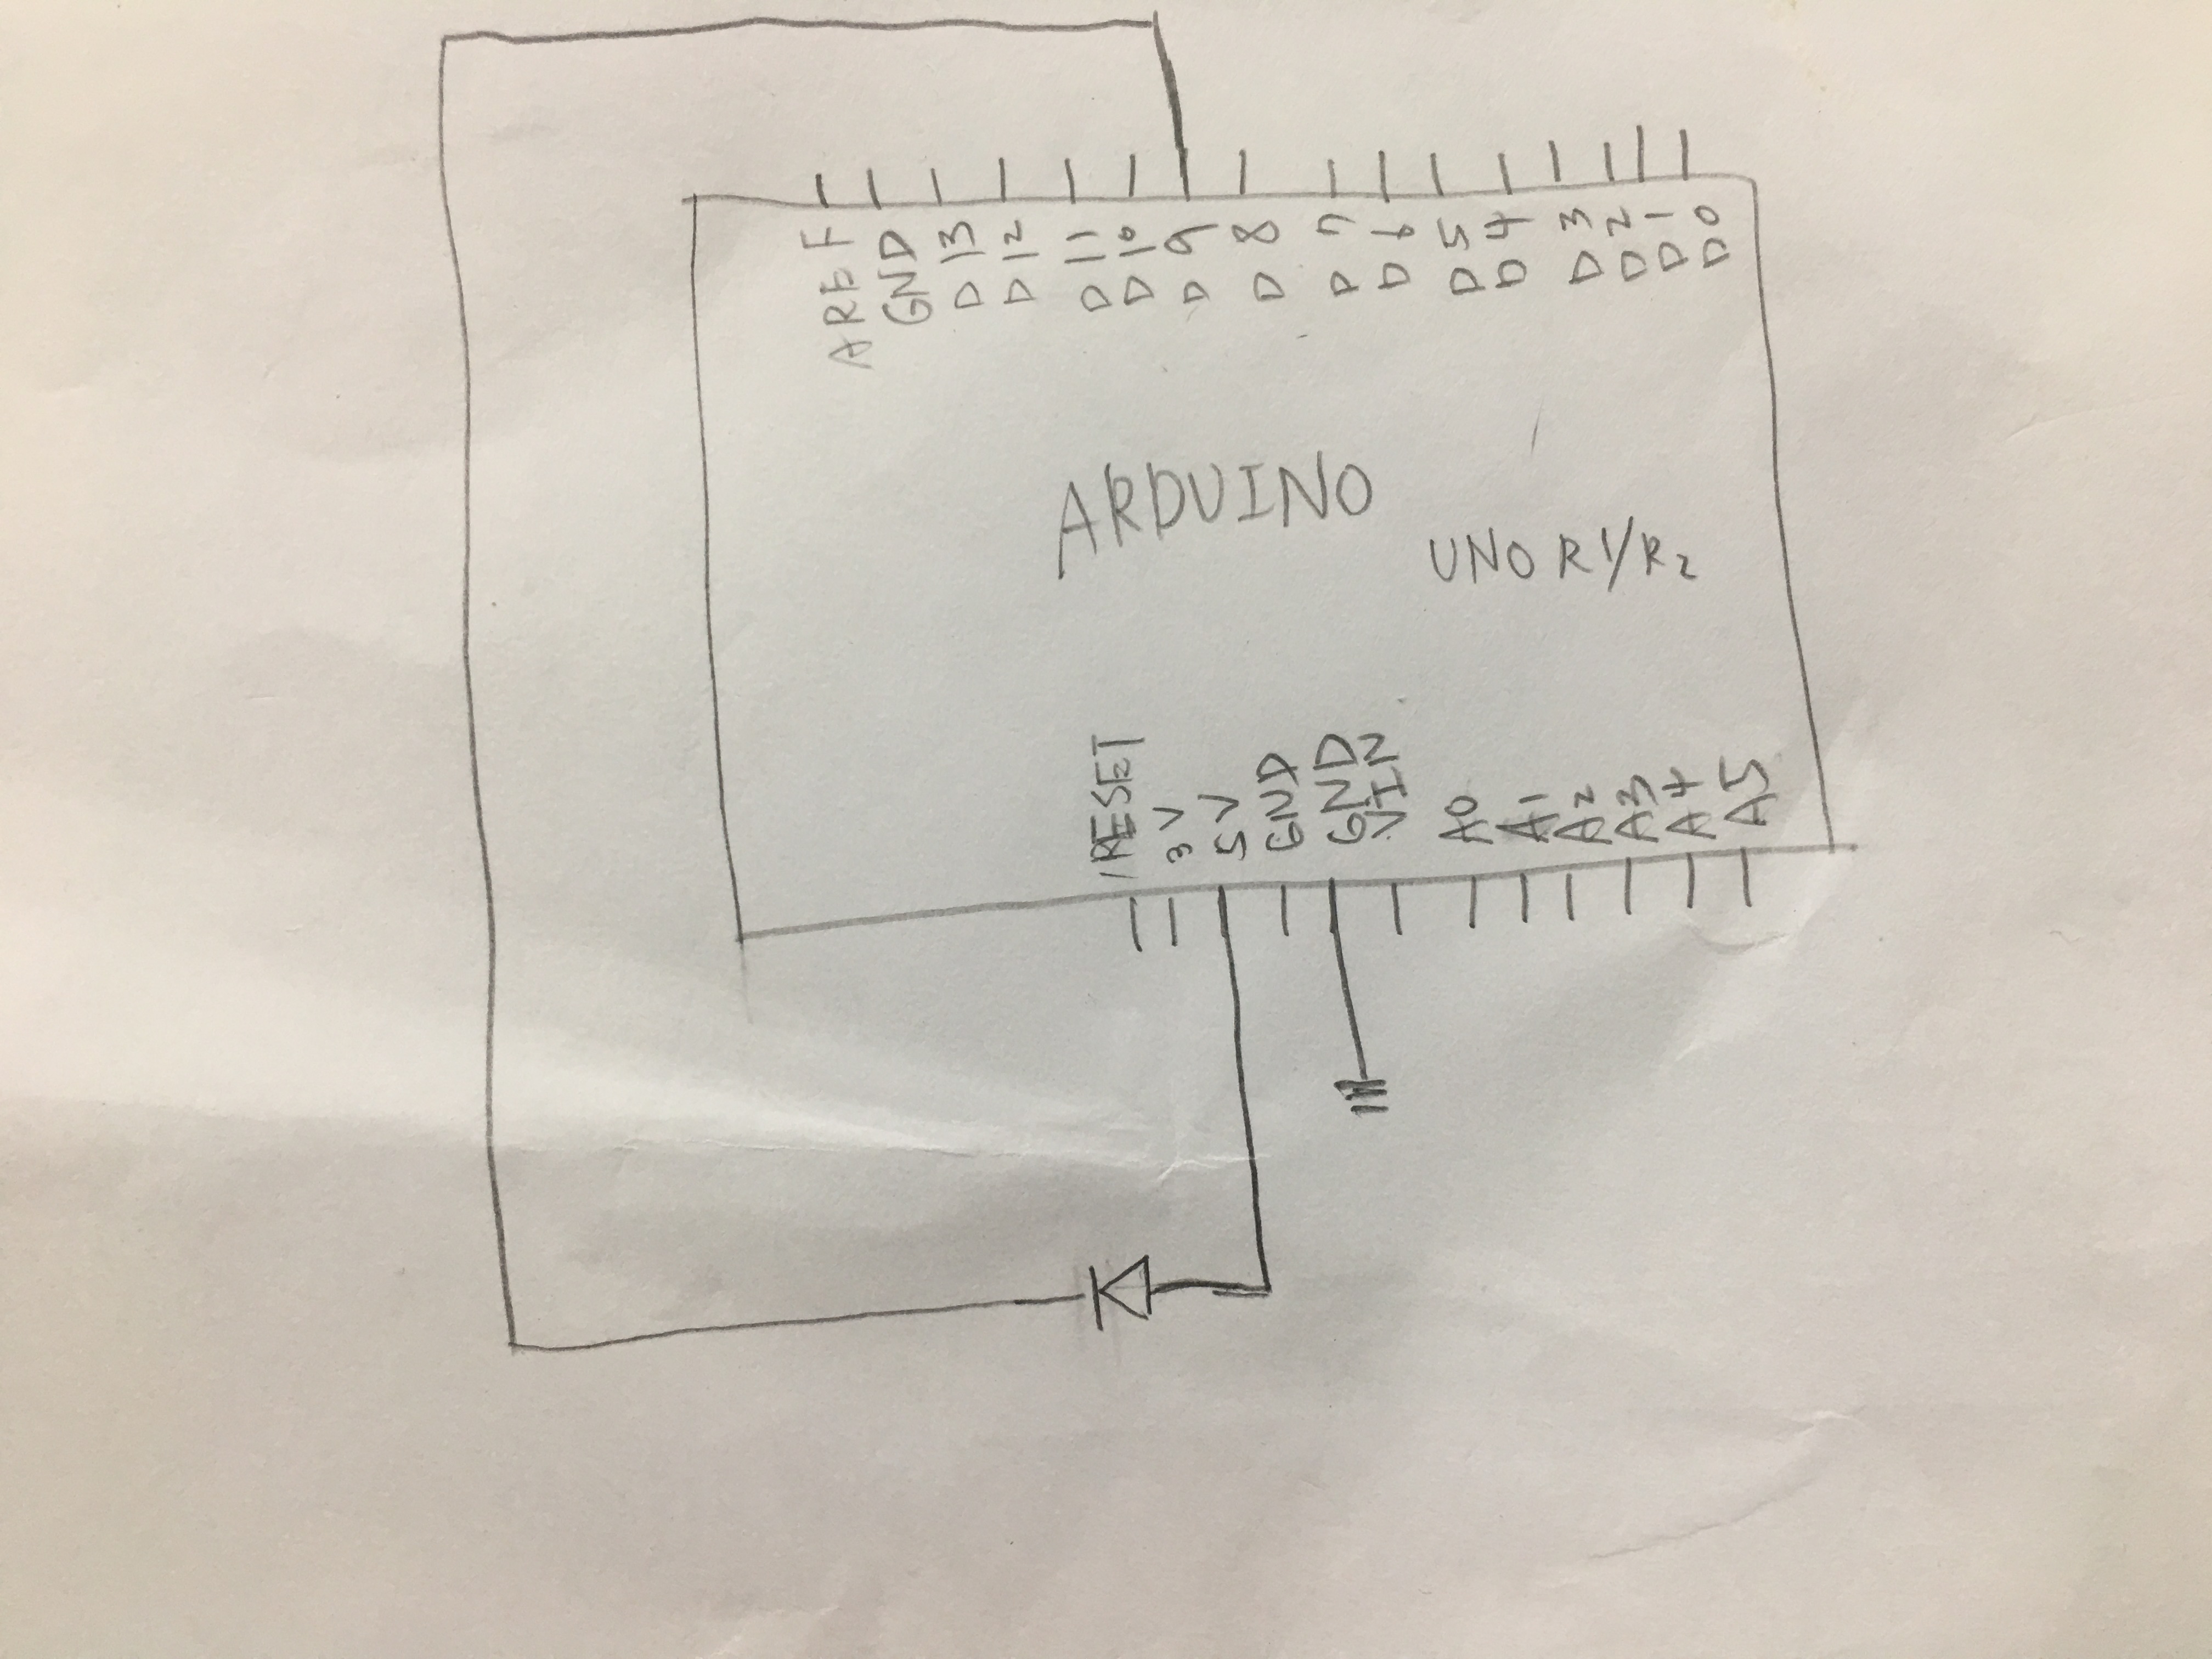 AREF
GND
D13
D12
D11
D10
D9
D8
D7
D6
D5
D4
D3
D2
D1
D0
ARDUINO
UNO R1/R2
RESET
3V
5V
GND
GND
VIN
A0
A1
A2
A3
A4
A5